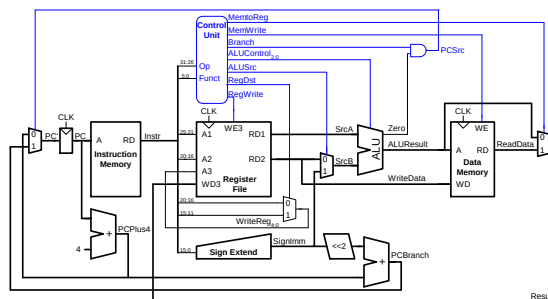 MemtoReg
Control
Unit
MemWrite
Branch
ALUControl2:0
PCSrc
31:26
Op
ALUSrc
5:0
Funct
RegDst
RegWrite
CLK
CLK
CLK
WE3
WE
0
1
PC'
PC
A
RD
Instr
Instruction
Memory
25:21
A1
RD1
SrcA
Zero
ALU
ALUResult
A
RD
ReadData
0
1
20:16
A2
RD2
0
1
SrcB
Data
Memory
A3
Register
File
WD3
WriteData
WD
20:16
0
15:11
1
WriteReg4:0
PCPlus4
+
4
SignImm
15:0
Sign Extend
<<2
+
PCBranch
Resu